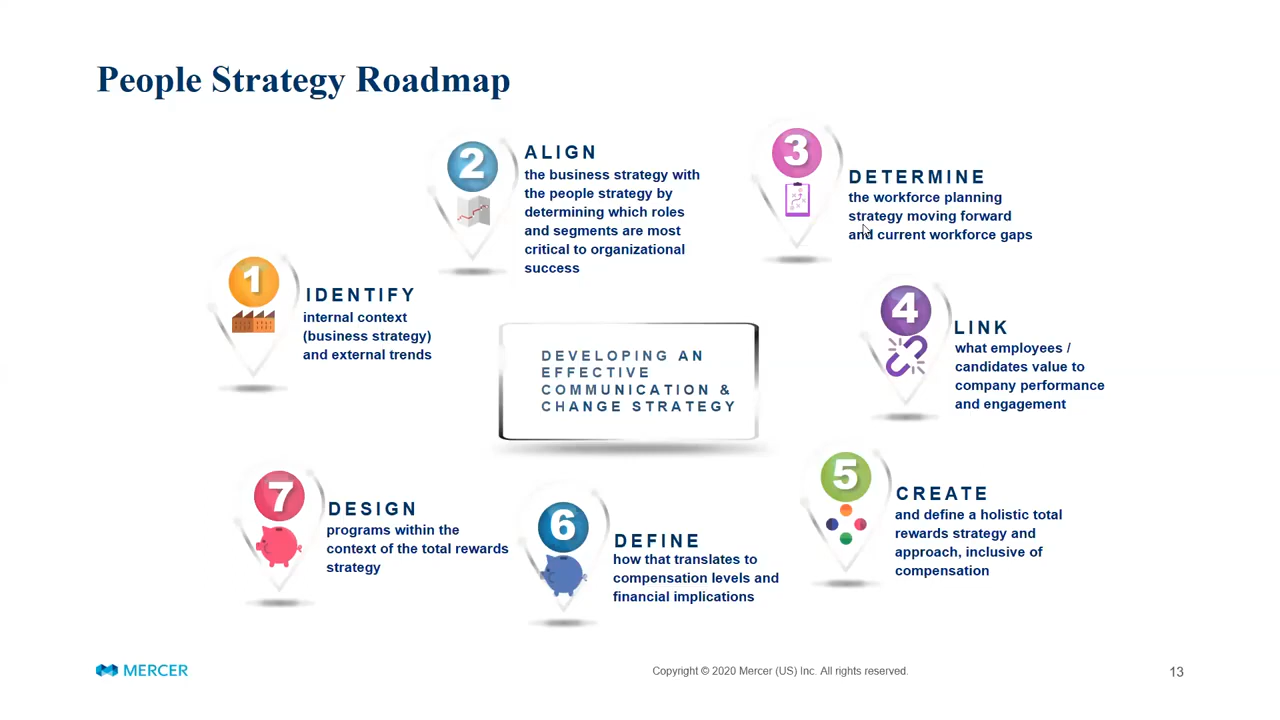 People Strategy Roadmap
1
IDENTIFY
internal context
(business strategy)
and external trends
2
ALIGN
the business strategy with
the people strategy by
determining which roles
and segments are most
critical to organizational
success
3
DETERMINE
the workforce planning
strategy moving forward
and current workforce gaps
4
LINK
what employees /
candidates value to
company performance
and engagement
5
CREATE
and define a holistic total
rewards strategy and
approach, inclusive of
compensation
6
DEFINE
how that translates to
compensation levels and
financial implications
7
DESIGN
programs within the
context of the total rewards
strategy
DEVELOPING AN
EFFECTIVE
COMMUNICATION &
CHANGE STRATEGY
MERCER
Copyright © 2020 Mercer (US) Inc. All rights reserved.
13